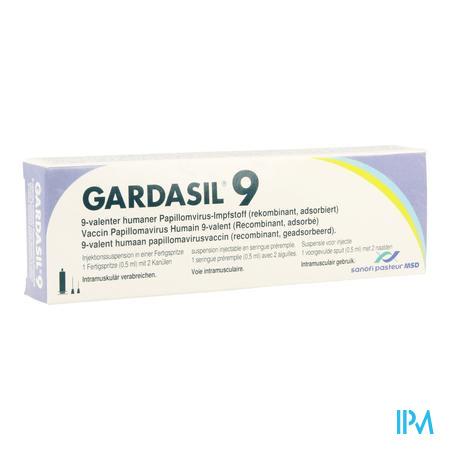 GARDASIL® 9
9-valenter humaner Papillomvirus-Impfstoff (rekombinant, adsorbiert)
Vaccin Papillomavirus Humain 9-valent (Recombinant, adsorbé)
9-valent humaan papillomavirusvaccin (recombinant, geadsorbeerd).
Injektionssuspension in einer Fertigspritze
1 Fertigspritze (0.5 ml) mit 2 Kanülen
Intramuskulär verabreichen.
suspension injectable en seringue préremplie
1 seringue préremplie (0.5 ml) avec 2 aiguilles.
Voie intramusculaire.
Suspensie voor injectie
1 voorgevulde spuit (0.5 ml) met 2 naalden
Intramusculair gebruik.
sanofi pasteur MSD
GARDASIL® 9
IPM